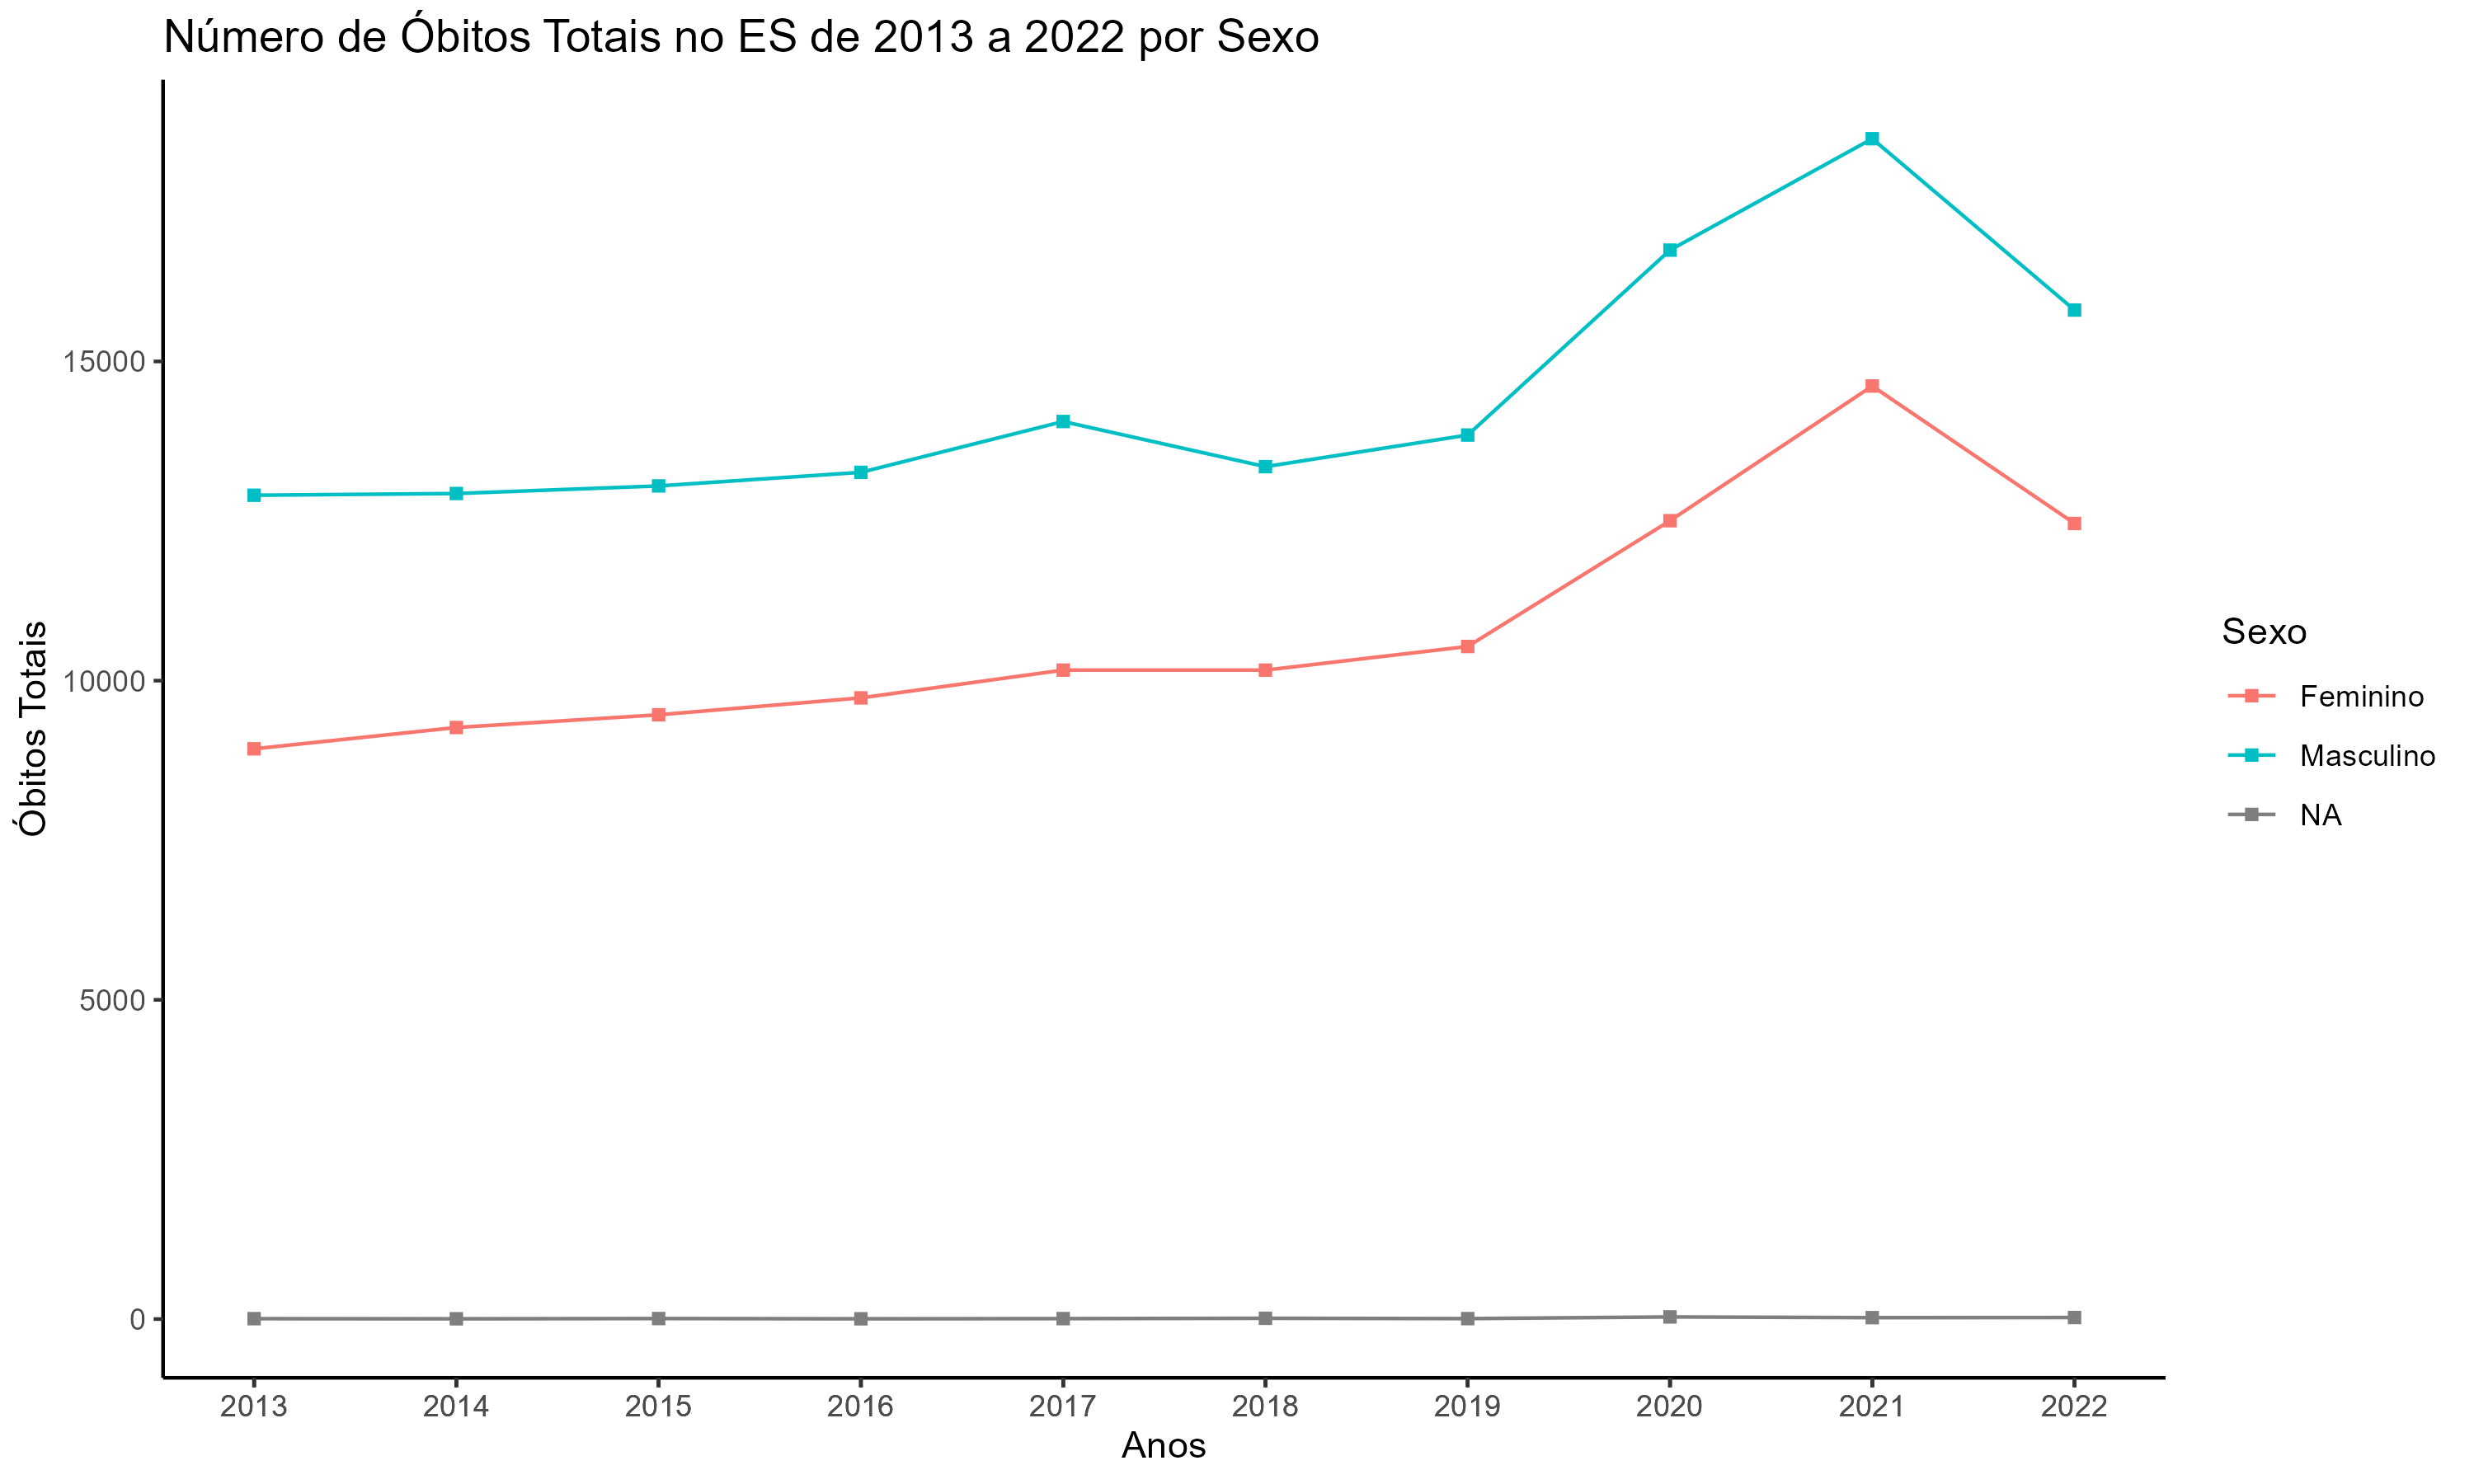 Número de Óbitos Totais no ES de 2013 a 2022 por Sexo
Óbitos Totais
15000
10000
5000
0
2013 2014 2015 2016 2017 2018 2019 2020 2021 2022
Anos
Sexo
Feminino
Masculino
NA